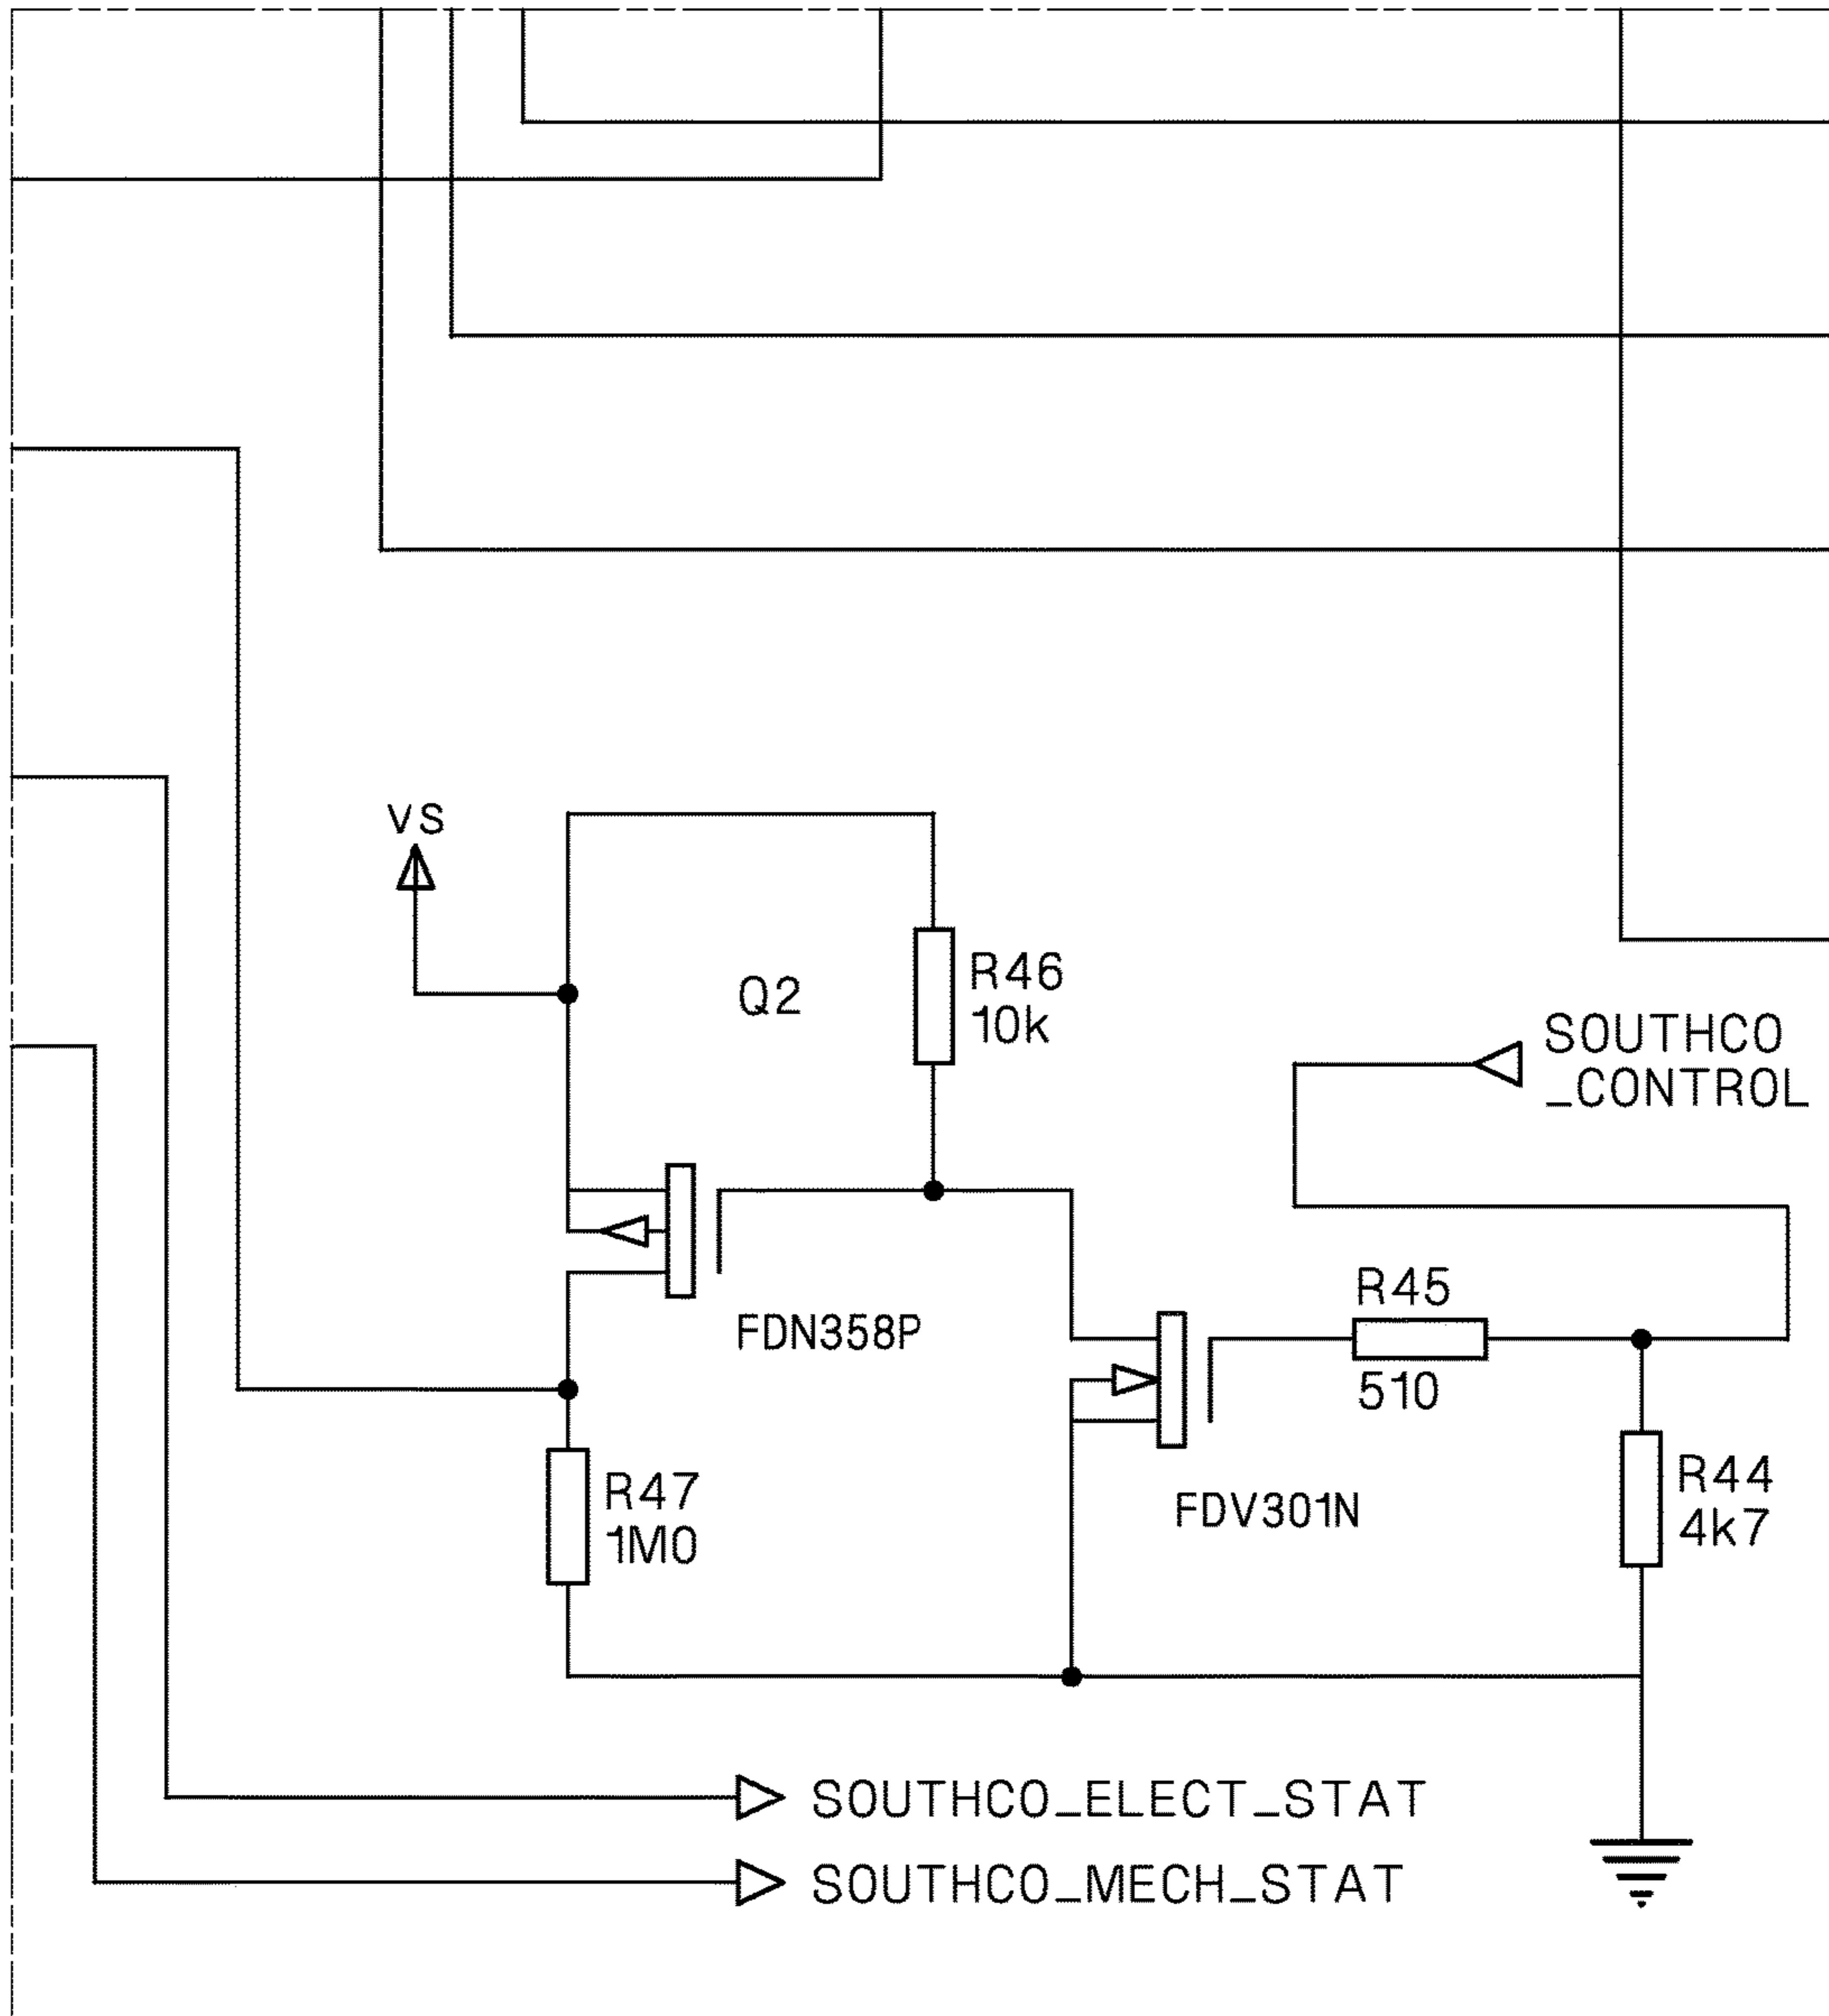 VS
Q2
R46
10k
SOUTHCO
_CONTROL
R45
510
FDN358P
R47
1M0
FDV301N
R44
4k7
SOUTHCO_ELECT_STAT
SOUTHCO_MECH_STAT